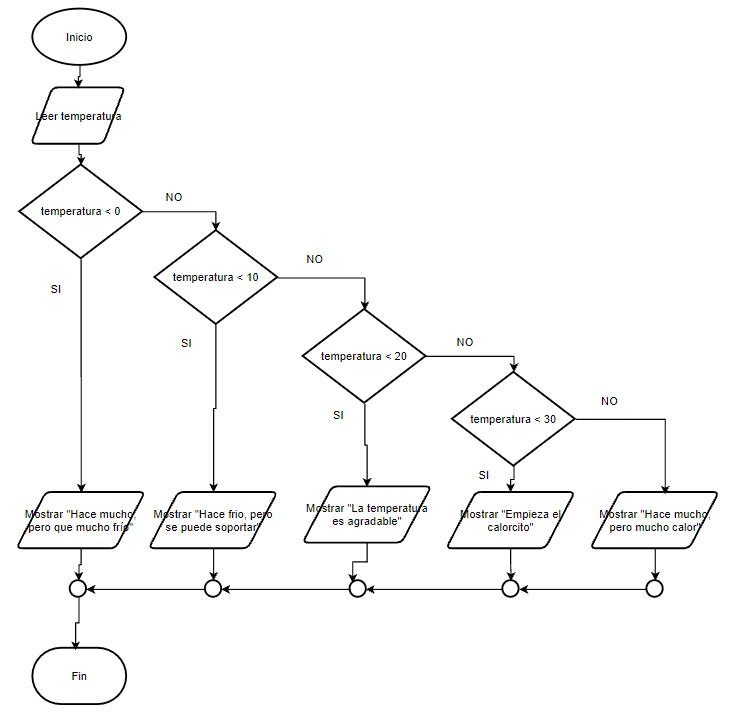 Inicio
Leer temperatura
temperatura < 0
NO
SI
temperatura < 10
NO
SI
temperatura < 20
NO
SI
temperatura < 30
NO
SI
Mostrar "Hace mucho,
pero que mucho frío"
Mostrar "Hace frio, pero
se puede soportar"
Mostrar "La temperatura
es agradable"
Mostrar "Empieza el
calorcito"
Mostrar "Hace mucho,
pero mucho calor"
Fin